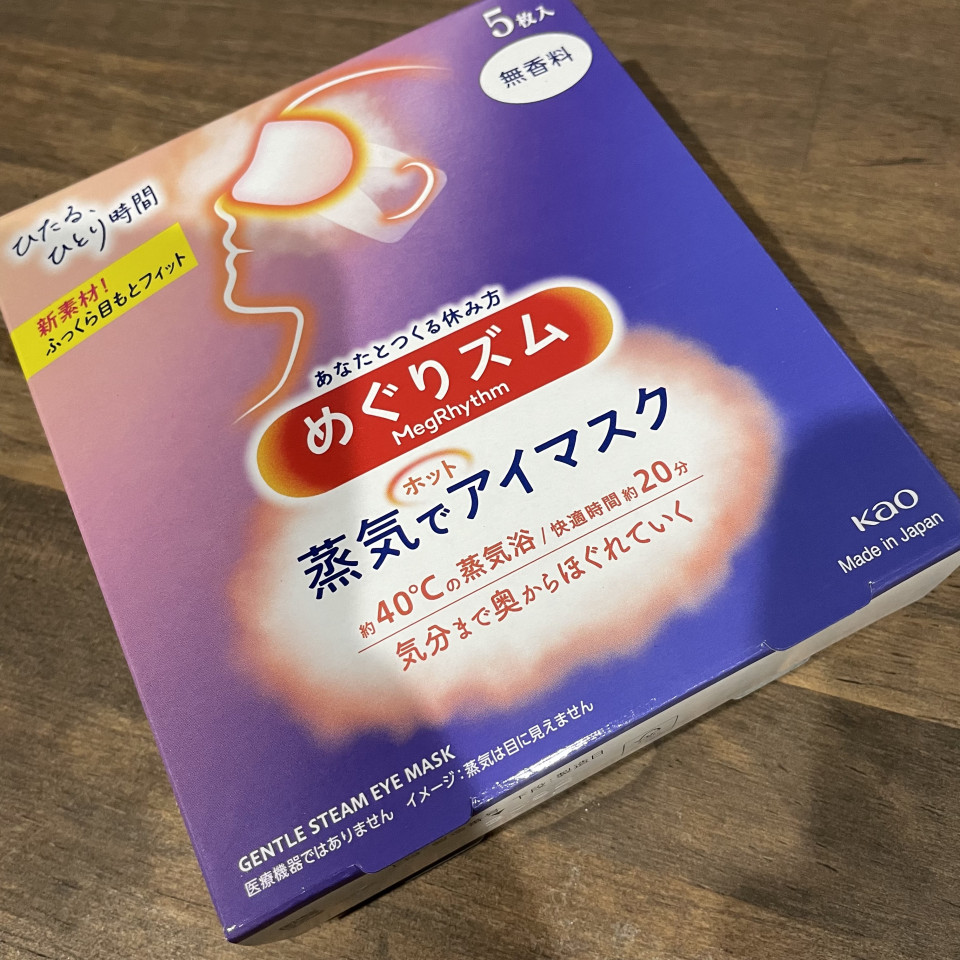 5枚入
無香料
ひたる、
ひとり時間
新素材!
ふっくら目もとフィット
あなたとつくる休み方
めぐりズム
MegRhythm
ホット
蒸気でアイマスク
約40℃の蒸気浴/快適時間約20分
気分まで奥からほぐれていく
Kao
Made in Japan
GENTLE STEAM EYE MASK
医療機器ではありません
イメージ:蒸気は目に見えません